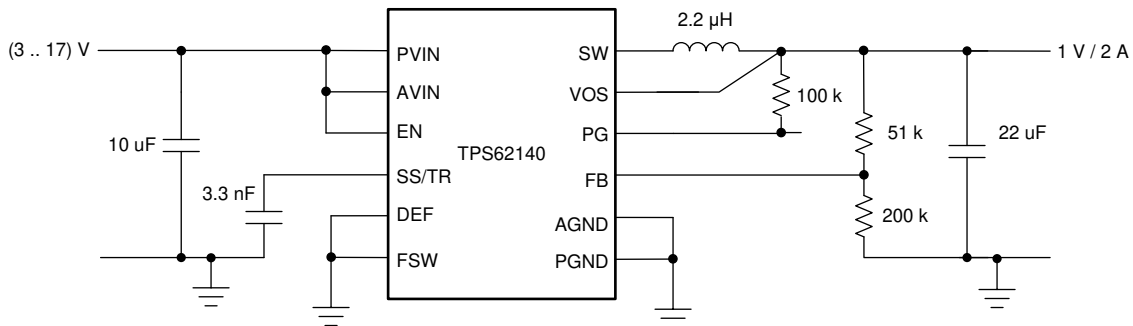 2.2 µH
(3 .. 17) V
PVIN
SW
1 V / 2 A
AVIN
VOS
100 k
EN
PG
10 uF
TPS62140
51 k
22 uF
3.3 nF
SS/TR
FB
DEF
AGND
200 k
FSW
PGND